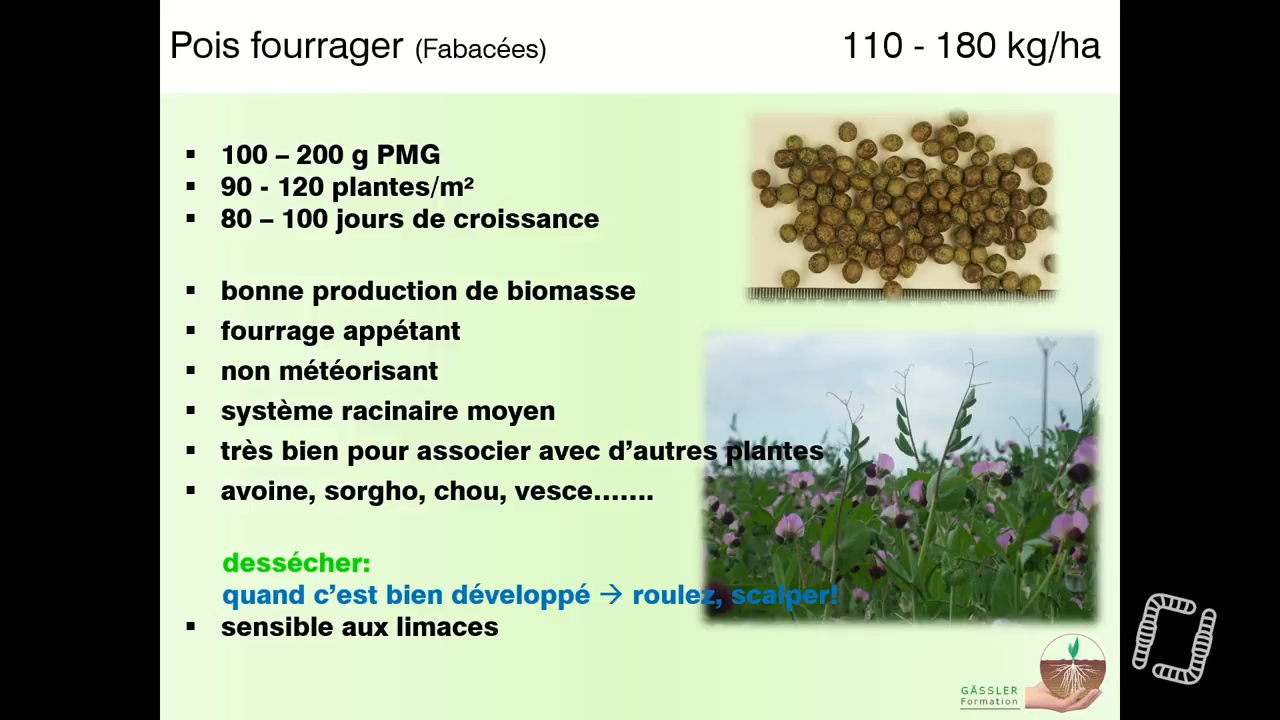 Pois fourrager (Fabacées)
110 - 180 kg/ha
▪ 100 – 200 g PMG
▪ 90 - 120 plantes/m²
▪ 80 – 100 jours de croissance
▪ bonne production de biomasse
▪ fourrage appétant
▪ non météorisant
▪ système racinaire moyen
▪ très bien pour associer avec d’autres plantes
▪ avoine, sorgho, chou, vesce…….
dessécher:
quand c’est bien développé → roulez, scalper!
▪ sensible aux limaces
GÄSSLER
Formation